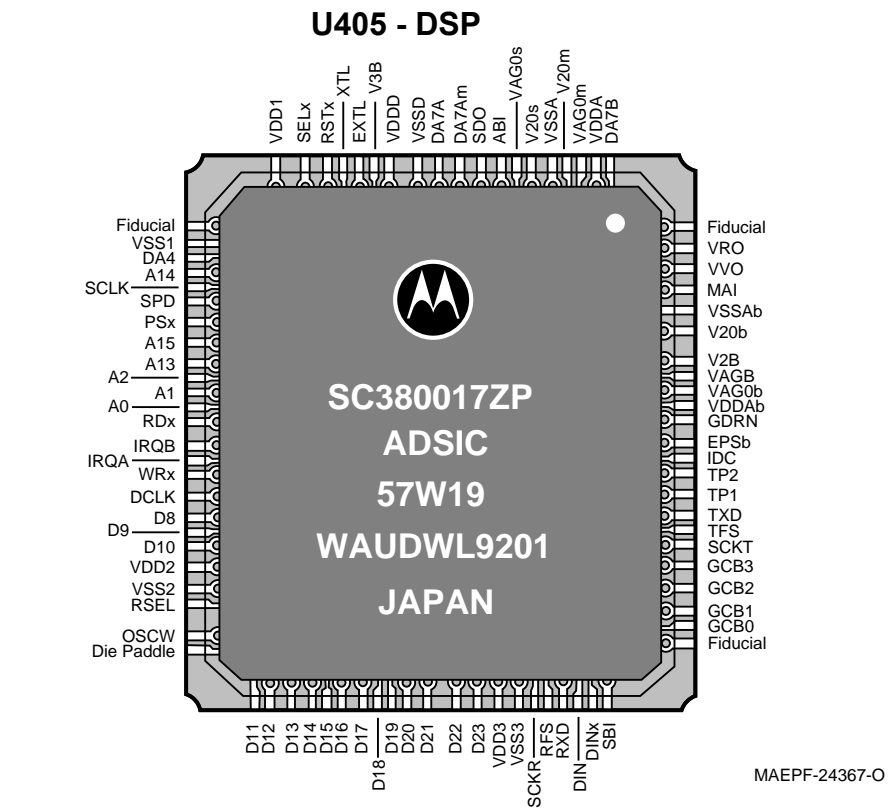 U405 - DSP
VDD1
SELx
RSTx
XTL
EXTL
V3B
VDDD
VSSD
DA7A
DA7Am
SDO
ABI
VAG0s
V20s
VSSA
V20m
VAG0m
VDDA
DA7B
Fiducial
VSS1
DA4
A14
SCLK
SPD
PSx
A15
A13
A2
A1
A0
RDx
IRQB
IRQA
WRx
DCLK
D8
D9
D10
VDD2
VSS2
RSEL
OSCW
Die Paddle
SC380017ZP
ADSIC
57W19
WAUDWL9201
JAPAN
Fiducial
VRO
VVO
MAI
VSSAb
V20b
V2B
VAGB
VAG0b
VDDAb
GDRN
EPSb
IDC
TP2
TP1
TXD
TFS
SCKT
GCB3
GCB2
GCB1
GCB0
Fiducial
D11
D12
D13
D14
D15
D16
D17
D18
D19
D20
D21
D22
D23
VDD3
VSS3
SCKR
RFS
RXD
DIN
DINx
SBI
MAEPF-24367-O